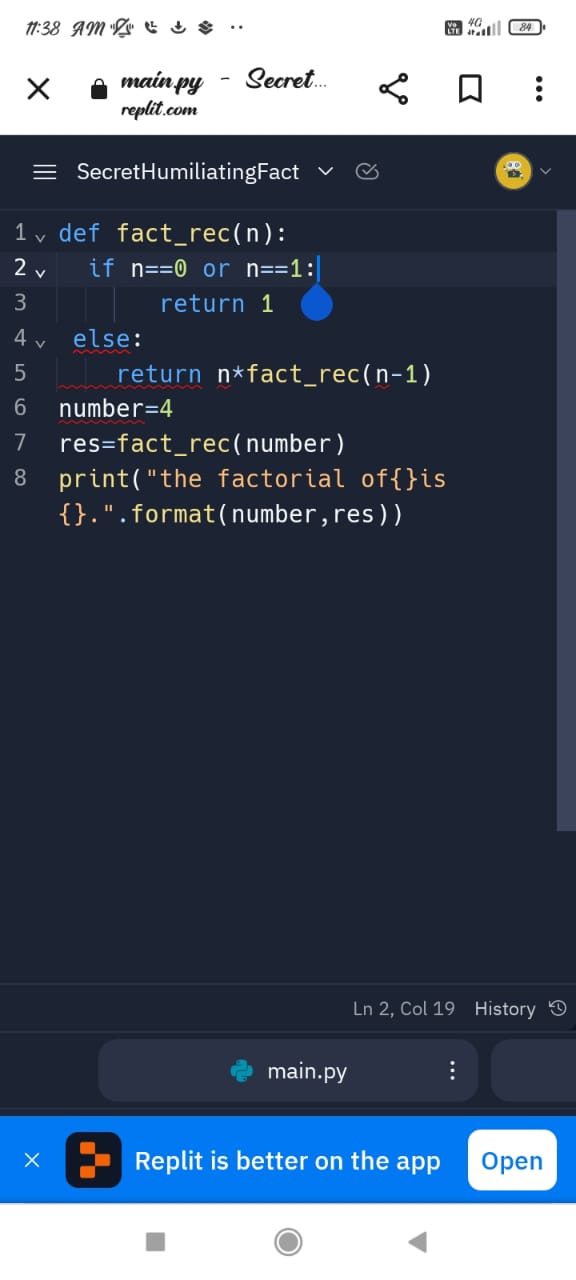 11:38 AM
4G
Vo LTE
84
main.py - Secret...
replit.com
SecretHumiliatingFact
1 def fact_rec(n):
2   if n==0 or n==1:
3        return 1
4  else:
5     return n*fact_rec(n-1)
6 number=4
7 res=fact_rec(number)
8 print("the factorial of{}is
{}.".format(number,res))
Ln 2, Col 19 History
main.py
Replit is better on the app Open